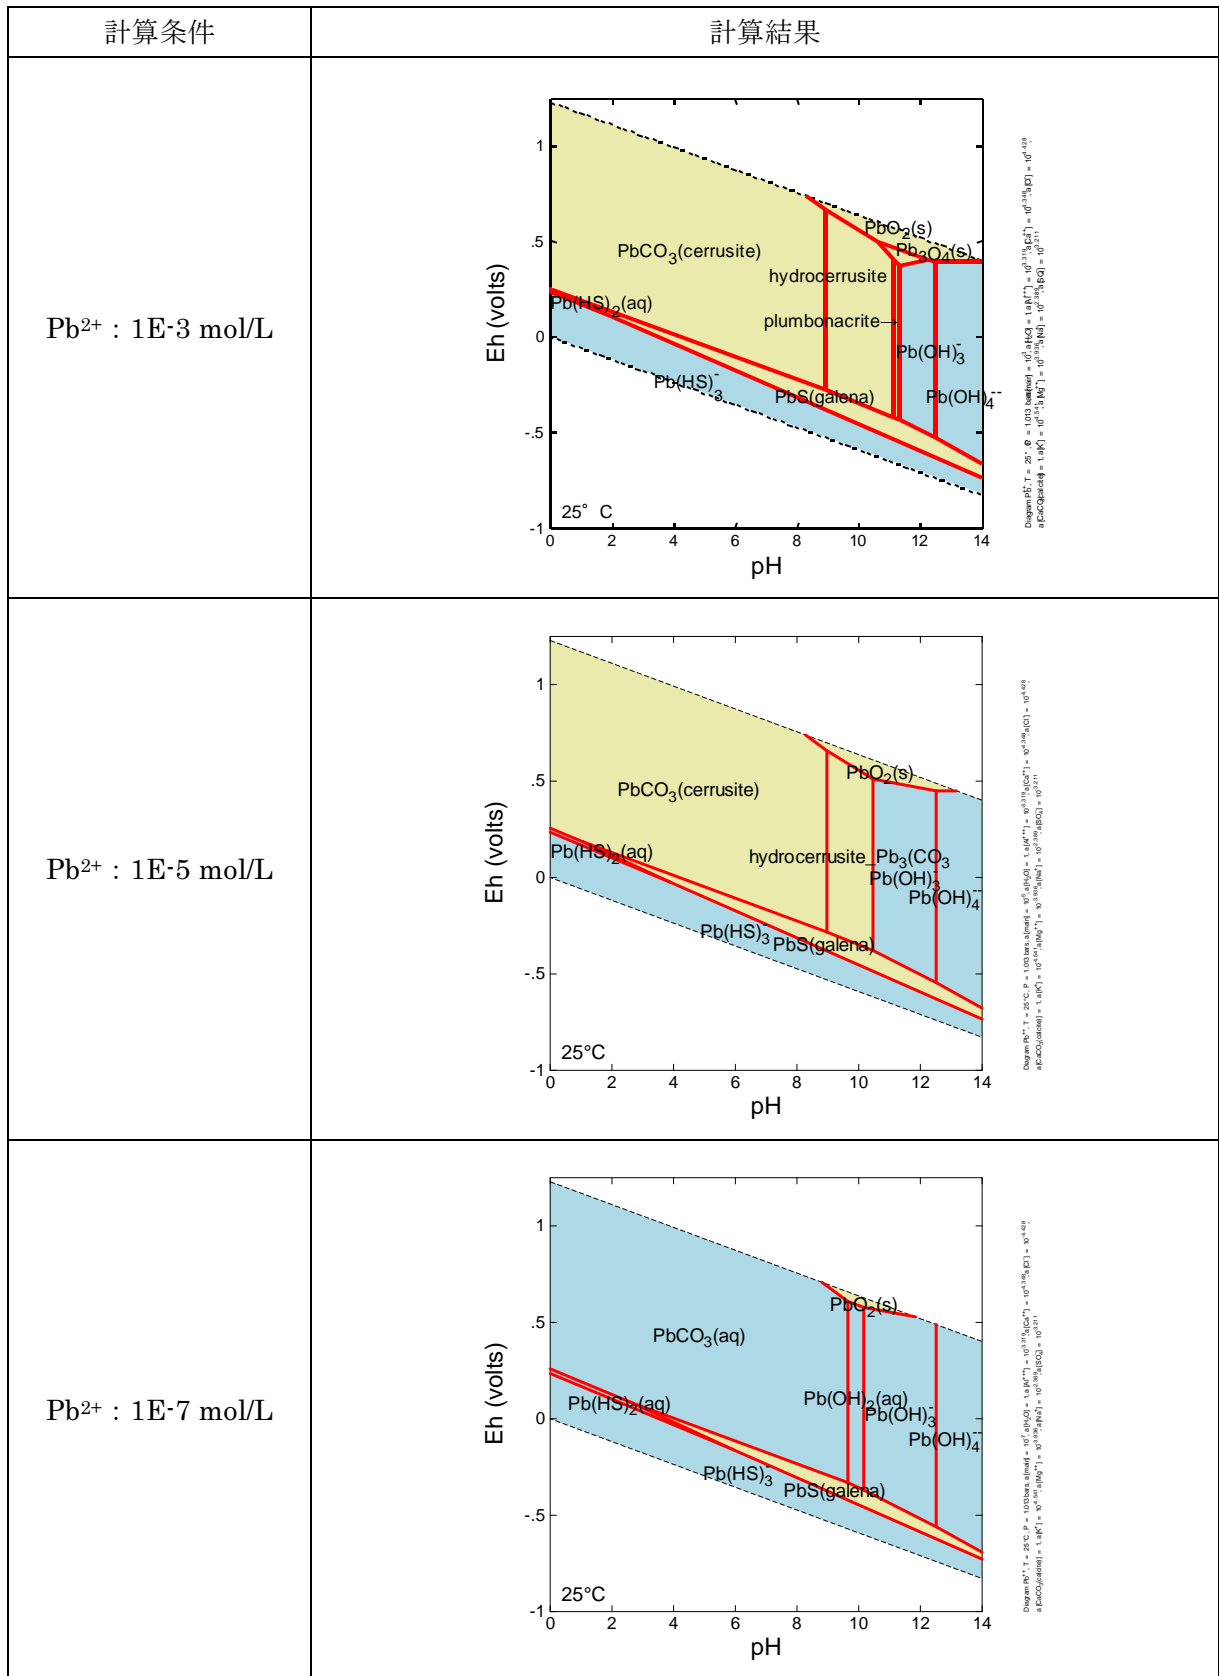 計算条件
計算結果
Pb²⁺ : 1E-3 mol/L
Eh (volts)
1
.5
0
-.5
-1
PbO₂(s)
PbCO₃(cerrusite)
Pb₃O₄(s)
hydrocerrusite
Pb(HS)₂(aq)
plumbonacrite
Pb(OH)₃⁻
Pb(HS)₃⁻
PbS(galena)
Pb(OH)₄⁻⁻
25° C
0 2 4 6 8 10 12 14
pH
Pb²⁺ : 1E-5 mol/L
Eh (volts)
1
.5
0
-.5
-1
PbO₂(s)
PbCO₃(cerrusite)
Pb(HS)₂(aq)
hydrocerrusite_Pb₃(CO₃
Pb(OH)₃⁻
Pb(OH)₄⁻⁻
Pb(HS)₃⁻
PbS(galena)
25°C
0 2 4 6 8 10 12 14
pH
Pb²⁺ : 1E-7 mol/L
Eh (volts)
1
.5
0
-.5
-1
PbO₂(s)
PbCO₃(aq)
Pb(HS)₂(aq)
Pb(OH)₂(aq)
Pb(OH)₃⁻
Pb(OH)₄⁻⁻
Pb(HS)₃⁻
PbS(galena)
25°C
0 2 4 6 8 10 12 14
pH